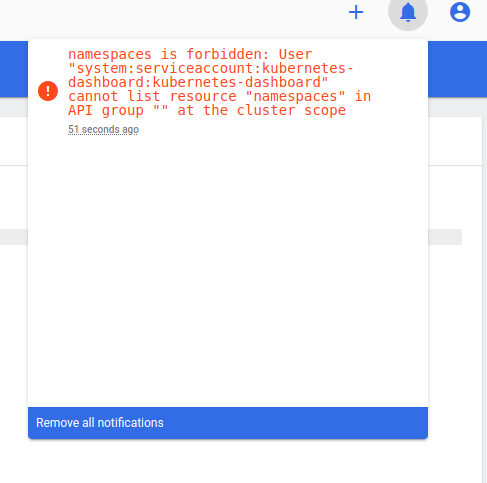 namespaces is forbidden: User
"system:serviceaccount:kubernetes-
dashboard:kubernetes-dashboard"
cannot list resource "namespaces" in
API group "" at the cluster scope
51 seconds ago
Remove all notifications